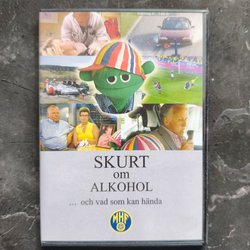 SKURT
om
ALKOHOL
... och vad som kan hända
MHF